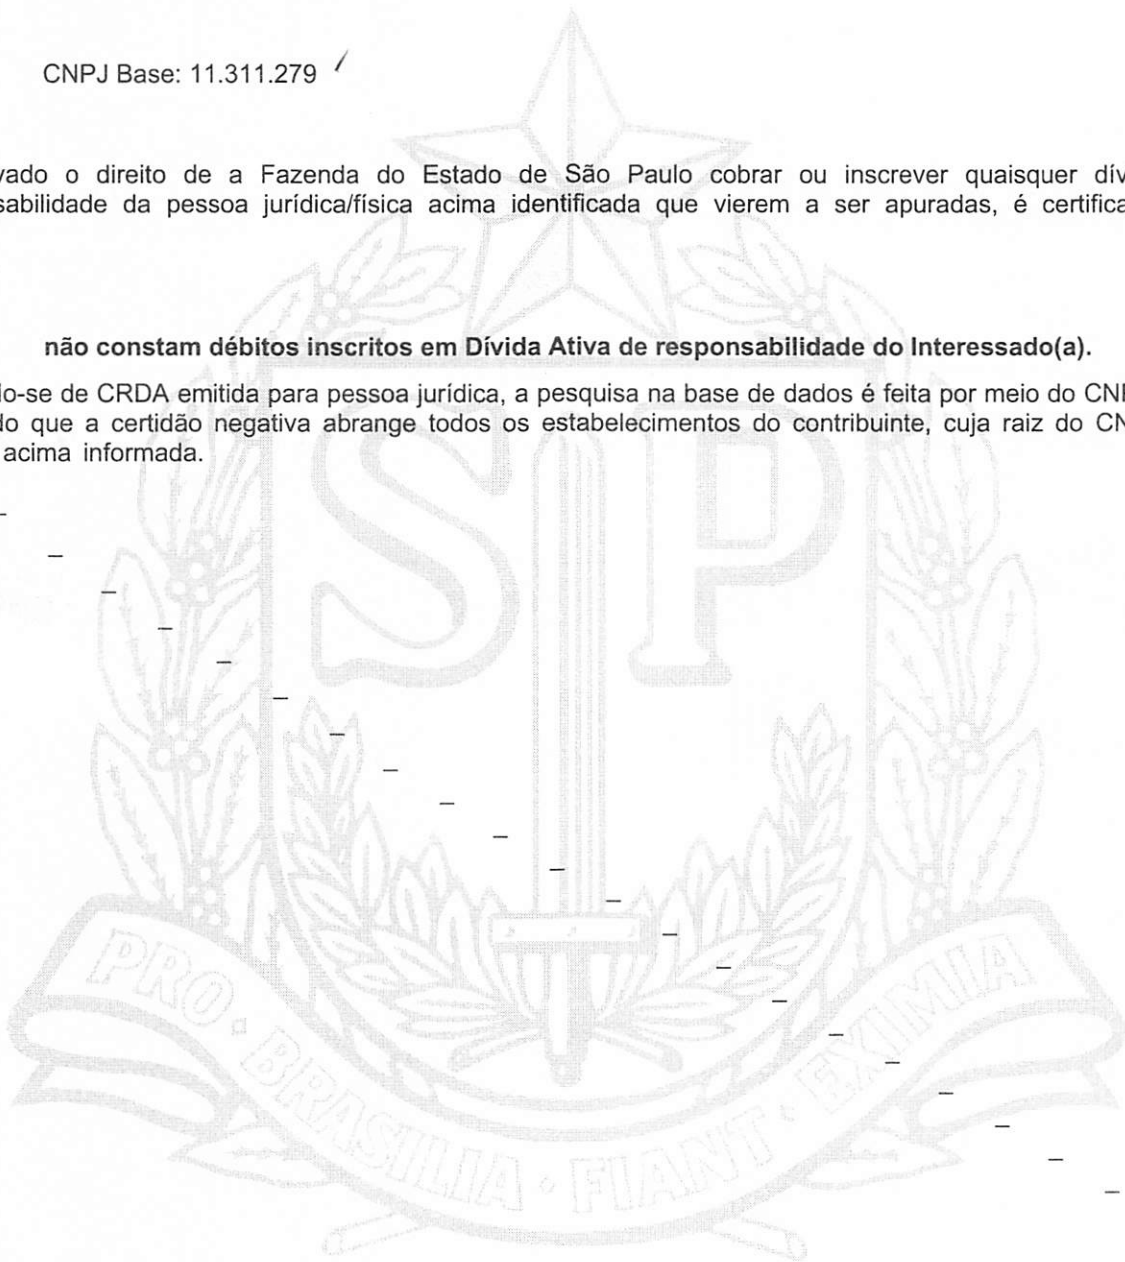 CNPJ Base: 11.311.279
vado o direito de a Fazenda do Estado de São Paulo cobrar ou inscrever quaisquer dív
sabilidade da pessoa jurídica/física acima identificada que vierem a ser apuradas, é certifica
não constam débitos inscritos em Dívida Ativa de responsabilidade do Interessado(a).
do-se de CRDA emitida para pessoa jurídica, a pesquisa na base de dados é feita por meio do CN
do que a certidão negativa abrange todos os estabelecimentos do contribuinte, cuja raiz do CN
acima informada.
SP
PRO • BRASILIA • FIANT • EXIMIA